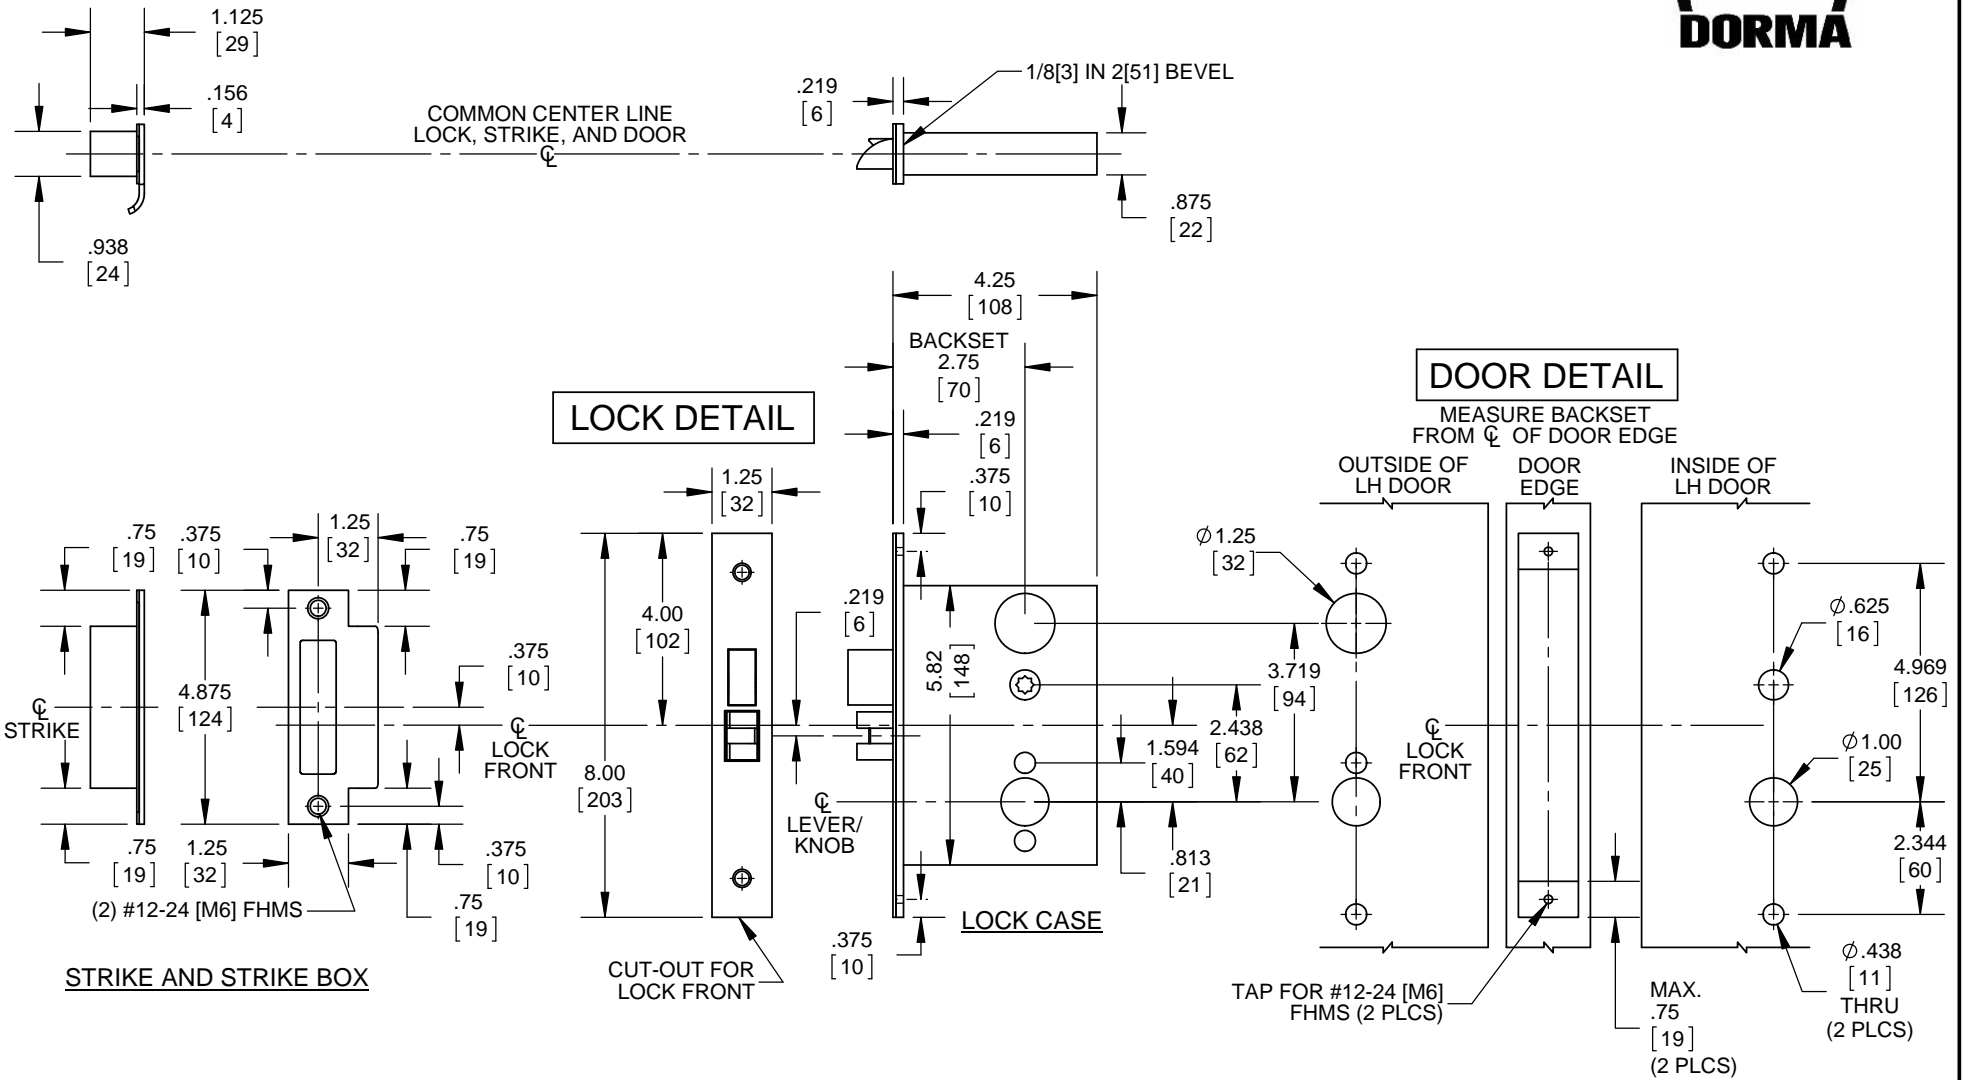 DORMA
1.125
[29]
.156
[4]
.938
[24]
COMMON CENTER LINE
LOCK, STRIKE, AND DOOR
℄
.219
[6]
1/8[3] IN 2[51] BEVEL
.875
[22]
4.25
[108]
BACKSET
2.75
[70]
.219
[6]
.375
[10]
LOCK DETAIL
DOOR DETAIL
MEASURE BACKSET
FROM ℄ OF DOOR EDGE
OUTSIDE OF
LH DOOR
DOOR
EDGE
INSIDE OF
LH DOOR
.75
[19]
.375
[10]
1.25
[32]
.75
[19]
4.875
[124]
.375
[10]
℄
STRIKE
.75
[19]
1.25
[32]
.375
[10]
.75
[19]
(2) #12-24 [M6] FHMS
STRIKE AND STRIKE BOX
℄
LOCK
FRONT
1.25
[32]
4.00
[102]
8.00
[203]
CUT-OUT FOR
LOCK FRONT
.219
[6]
℄
LEVER/
KNOB
5.82
[148]
1.594
[40]
2.438
[62]
3.719
[94]
.813
[21]
.375
[10]
LOCK CASE
∅1.25
[32]
℄
LOCK
FRONT
∅.625
[16]
4.969
[126]
∅1.00
[25]
2.344
[60]
∅.438
[11]
THRU
(2 PLCS)
TAP FOR #12-24 [M6]
FHMS (2 PLCS)
MAX.
.75
[19]
(2 PLCS)